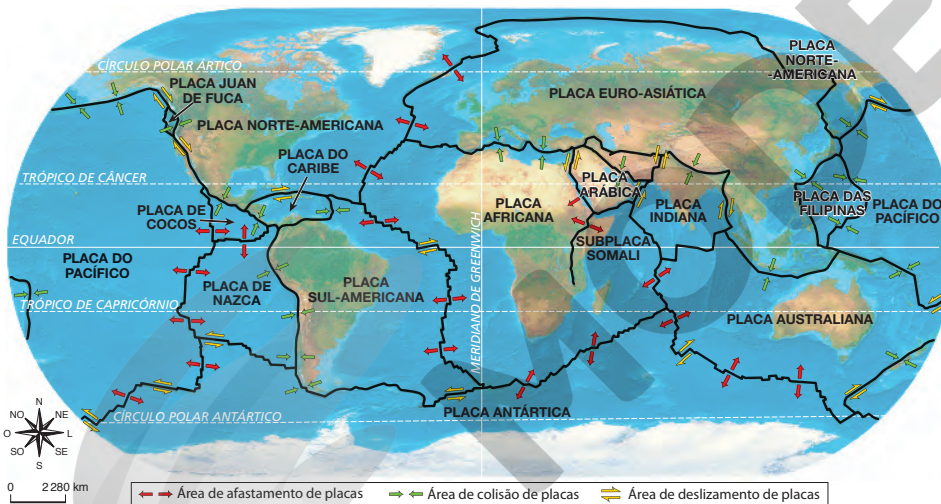 PLACA
NORTE-
-AMERICANA
CÍRCULO POLAR ÁRTICO
PLACA JUAN
DE FUCA
PLACA NORTE-AMERICANA
PLACA EURO-ASIÁTICA
PLACA DO
CARIBE
TRÓPICO DE CÂNCER
PLACA DE
COCOS
PLACA
AFRICANA
PLACA
ARÁBICA
PLACA
INDIANA
PLACA DAS
FILIPINAS
PLACA DO
PACÍFICO
EQUADOR
SUBPLACA
SOMALI
PLACA DO
PACÍFICO
PLACA DE
NAZCA
PLACA
SUL-AMERICANA
MERIDIANO DE GREENWICH
TRÓPICO DE CAPRICÓRNIO
PLACA AUSTRALIANA
PLACA ANTÁRTICA
CÍRCULO POLAR ANTÁRTICO
N
NO NE
O L
SO SE
S
0 2 280 km
Área de afastamento de placas Área de colisão de placas Área de deslizamento de placas